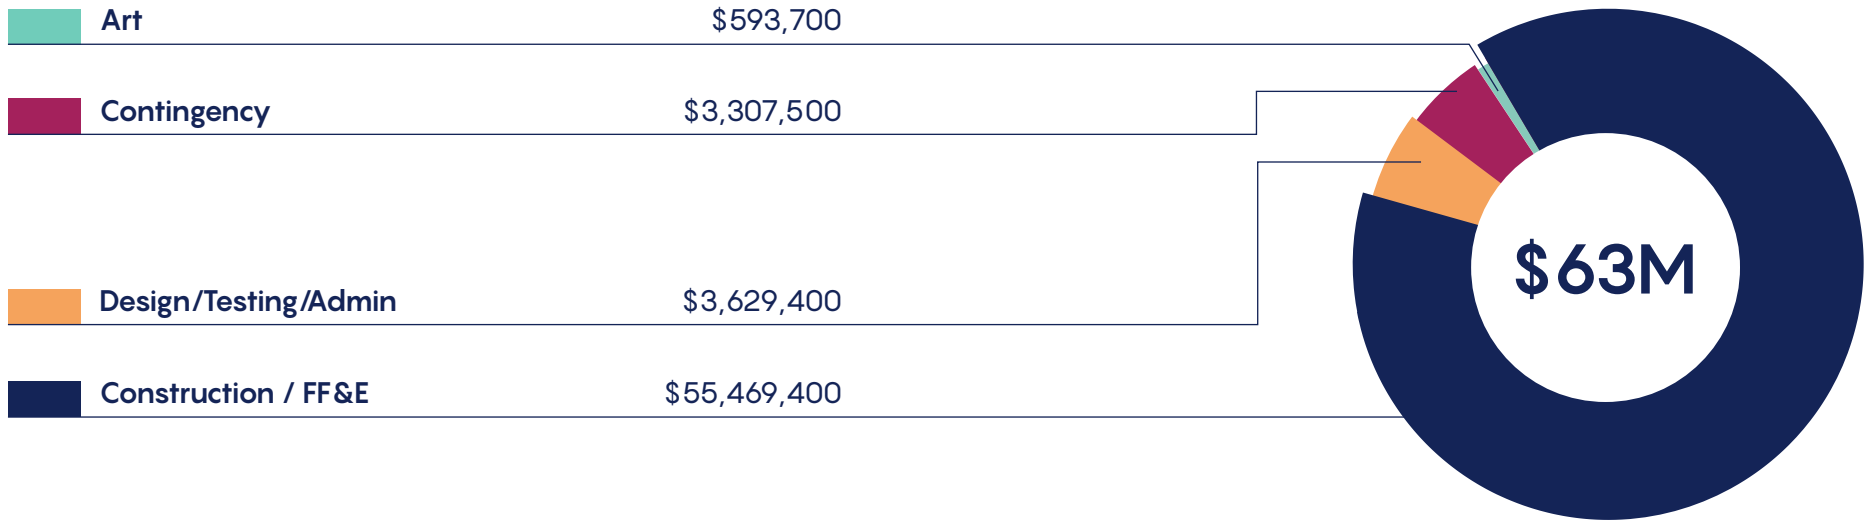 Art $593,700
Contingency $3,307,500
Design/Testing/Admin $3,629,400
Construction / FF&E $55,469,400
$63M